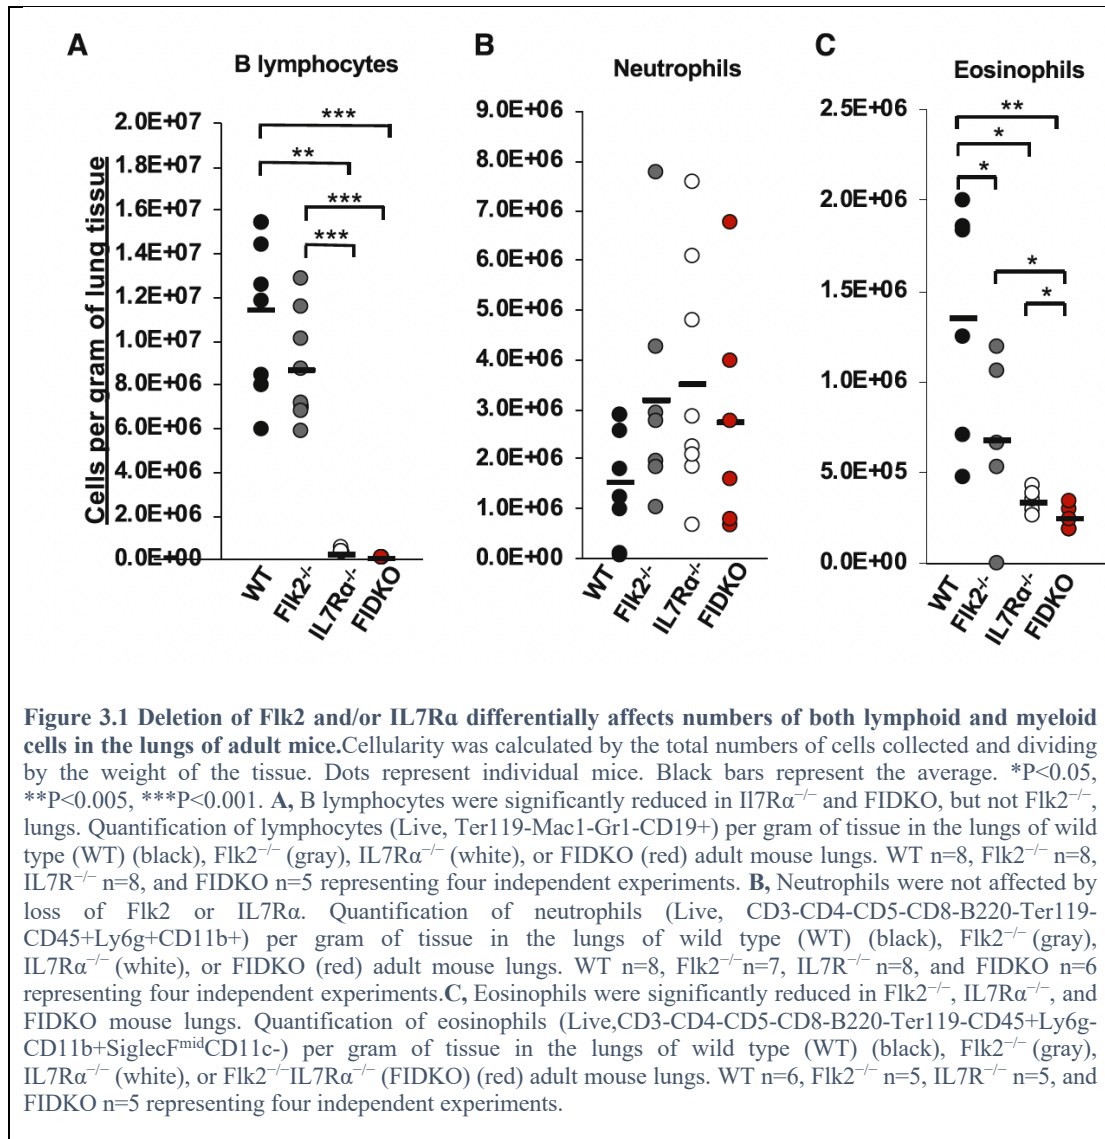 A
B lymphocytes
Cells per gram of lung tissue
2.0E+07
1.8E+07
1.6E+07
1.4E+07
1.2E+07
1.0E+07
8.0E+06
6.0E+06
4.0E+06
2.0E+06
0.0E+00
***
**
***
***
WT
Flk2-/-
IL7Rα-/-
FIDKO
B
Neutrophils
9.0E+06
8.0E+06
7.0E+06
6.0E+06
5.0E+06
4.0E+06
3.0E+06
2.0E+06
1.0E+06
0.0E+00
WT
Flk2-/-
IL7Rα-/-
FIDKO
C
Eosinophils
2.5E+06
2.0E+06
1.5E+06
1.0E+06
5.0E+05
0.0E+00
**
*
*
*
*
WT
Flk2-/-
IL7Rα-/-
FIDKO
Figure 3.1 Deletion of Flk2 and/or IL7Rα differentially affects numbers of both lymphoid and myeloid
cells in the lungs of adult mice.Cellularity was calculated by the total numbers of cells collected and dividing
by the weight of the tissue. Dots represent individual mice. Black bars represent the average. *P<0.05,
**P<0.005, ***P<0.001. A, B lymphocytes were significantly reduced in Il7Rα−/− and FIDKO, but not Flk2−/−,
lungs. Quantification of lymphocytes (Live, Ter119-Mac1-Gr1-CD19+) per gram of tissue in the lungs of wild
type (WT) (black), Flk2−/− (gray), IL7Rα−/− (white), or FIDKO (red) adult mouse lungs. WT n=8, Flk2−/− n=8,
IL7R−/− n=8, and FIDKO n=5 representing four independent experiments. B, Neutrophils were not affected by
loss of Flk2 or IL7Rα. Quantification of neutrophils (Live, CD3-CD4-CD5-CD8-B220-Ter119-
CD45+Ly6g+CD11b+) per gram of tissue in the lungs of wild type (WT) (black), Flk2−/− (gray),
IL7Rα−/− (white), or FIDKO (red) adult mouse lungs. WT n=8, Flk2−/−n=7, IL7R−/− n=8, and FIDKO n=6
representing four independent experiments.C, Eosinophils were significantly reduced in Flk2−/−, IL7Rα−/−, and
FIDKO mouse lungs. Quantification of eosinophils (Live,CD3-CD4-CD5-CD8-B220-Ter119-CD45+Ly6g-
CD11b+SiglecFmidCD11c-) per gram of tissue in the lungs of wild type (WT) (black), Flk2−/− (gray),
IL7Rα−/− (white), or Flk2−/−IL7Rα−/− (FIDKO) (red) adult mouse lungs. WT n=6, Flk2−/− n=5, IL7R−/− n=5, and
FIDKO n=5 representing four independent experiments.